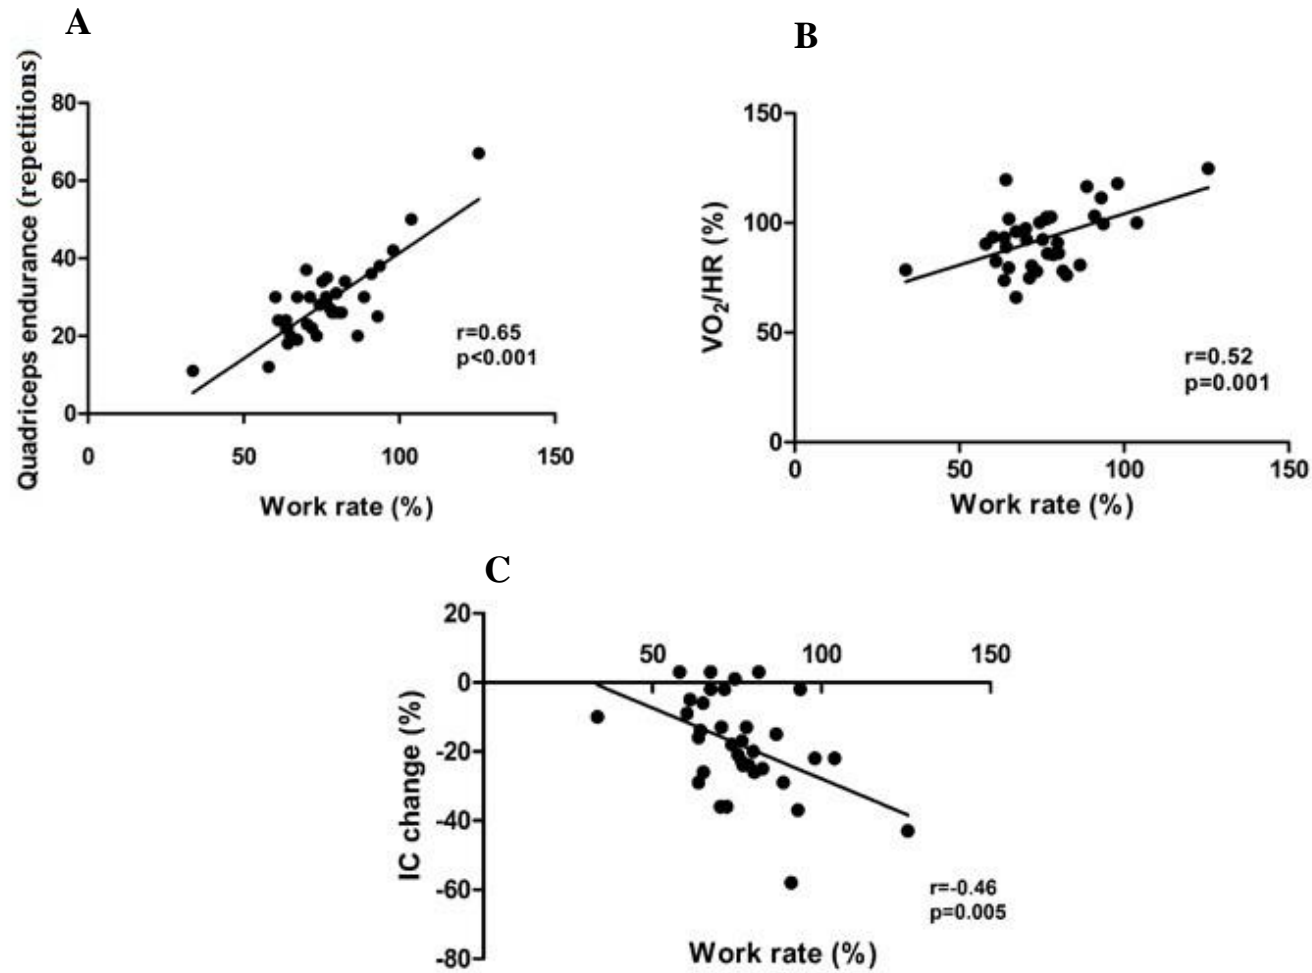 A
Quadriceps endurance (repetitions)
80
60
40
20
0
0 50 100 150
Work rate (%)
r=0.65
p<0.001
B
VO₂/HR (%)
150
100
50
0
0 50 100 150
Work rate (%)
r=0.52
p=0.001
C
IC change (%)
20
0
-20
-40
-60
-80
50 100 150
Work rate (%)
r=-0.46
p=0.005